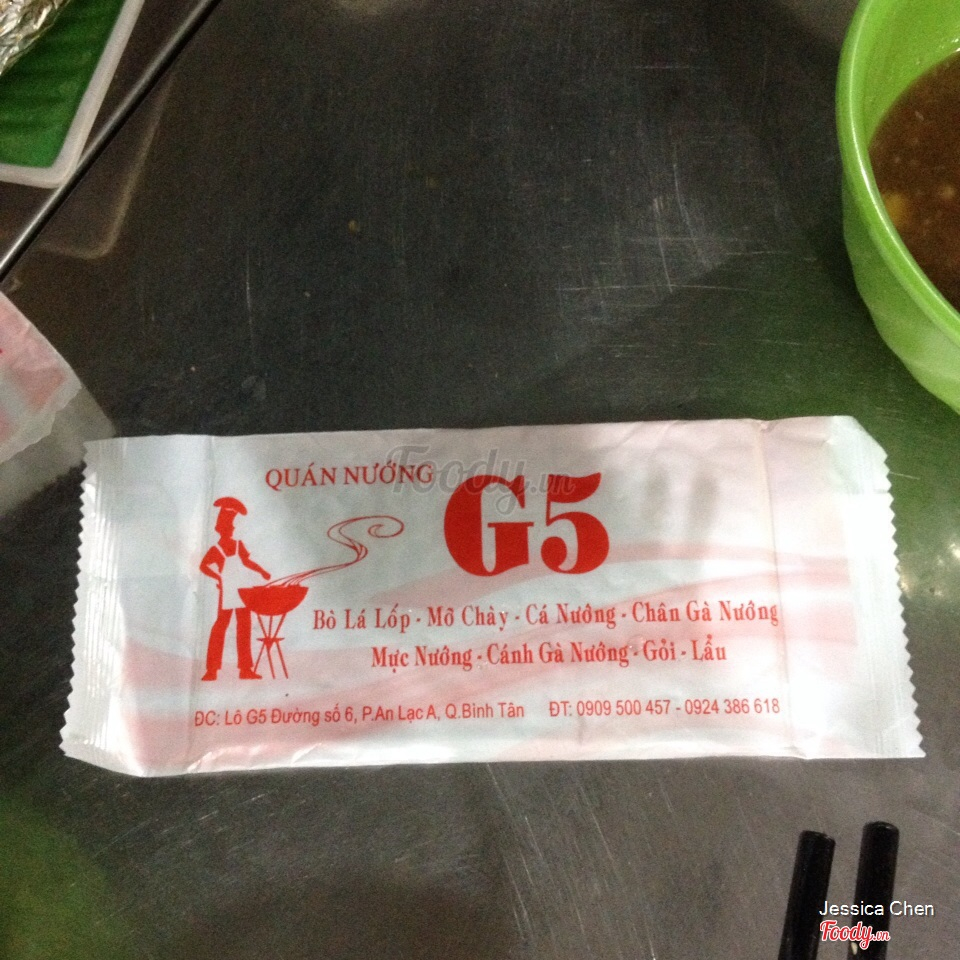 QUÁN NƯỚNG
G5
Bò Lá Lốp - Mỡ Chày - Cá Nướng - Chân Gà Nướng
Mực Nướng - Cánh Gà Nướng - Gỏi - Lẩu
ĐC: Lô G5 Đường số 6, P.An Lạc A, Q.Bình Tân ĐT: 0909 500 457 - 0924 386 618
Foody.vn
Jessica Chen
Foody.vn